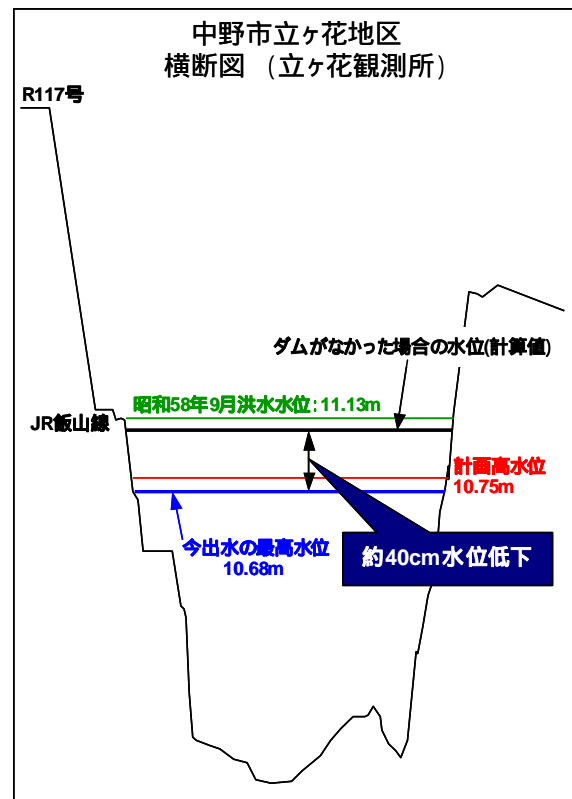 中野市立ヶ花地区
横断図 (立ヶ花観測所)
R117号
ダムがなかった場合の水位(計算値)
昭和58年9月洪水水位:11.13m
JR飯山線
計画高水位
10.75m
今出水の最高水位
10.68m
約40cm水位低下